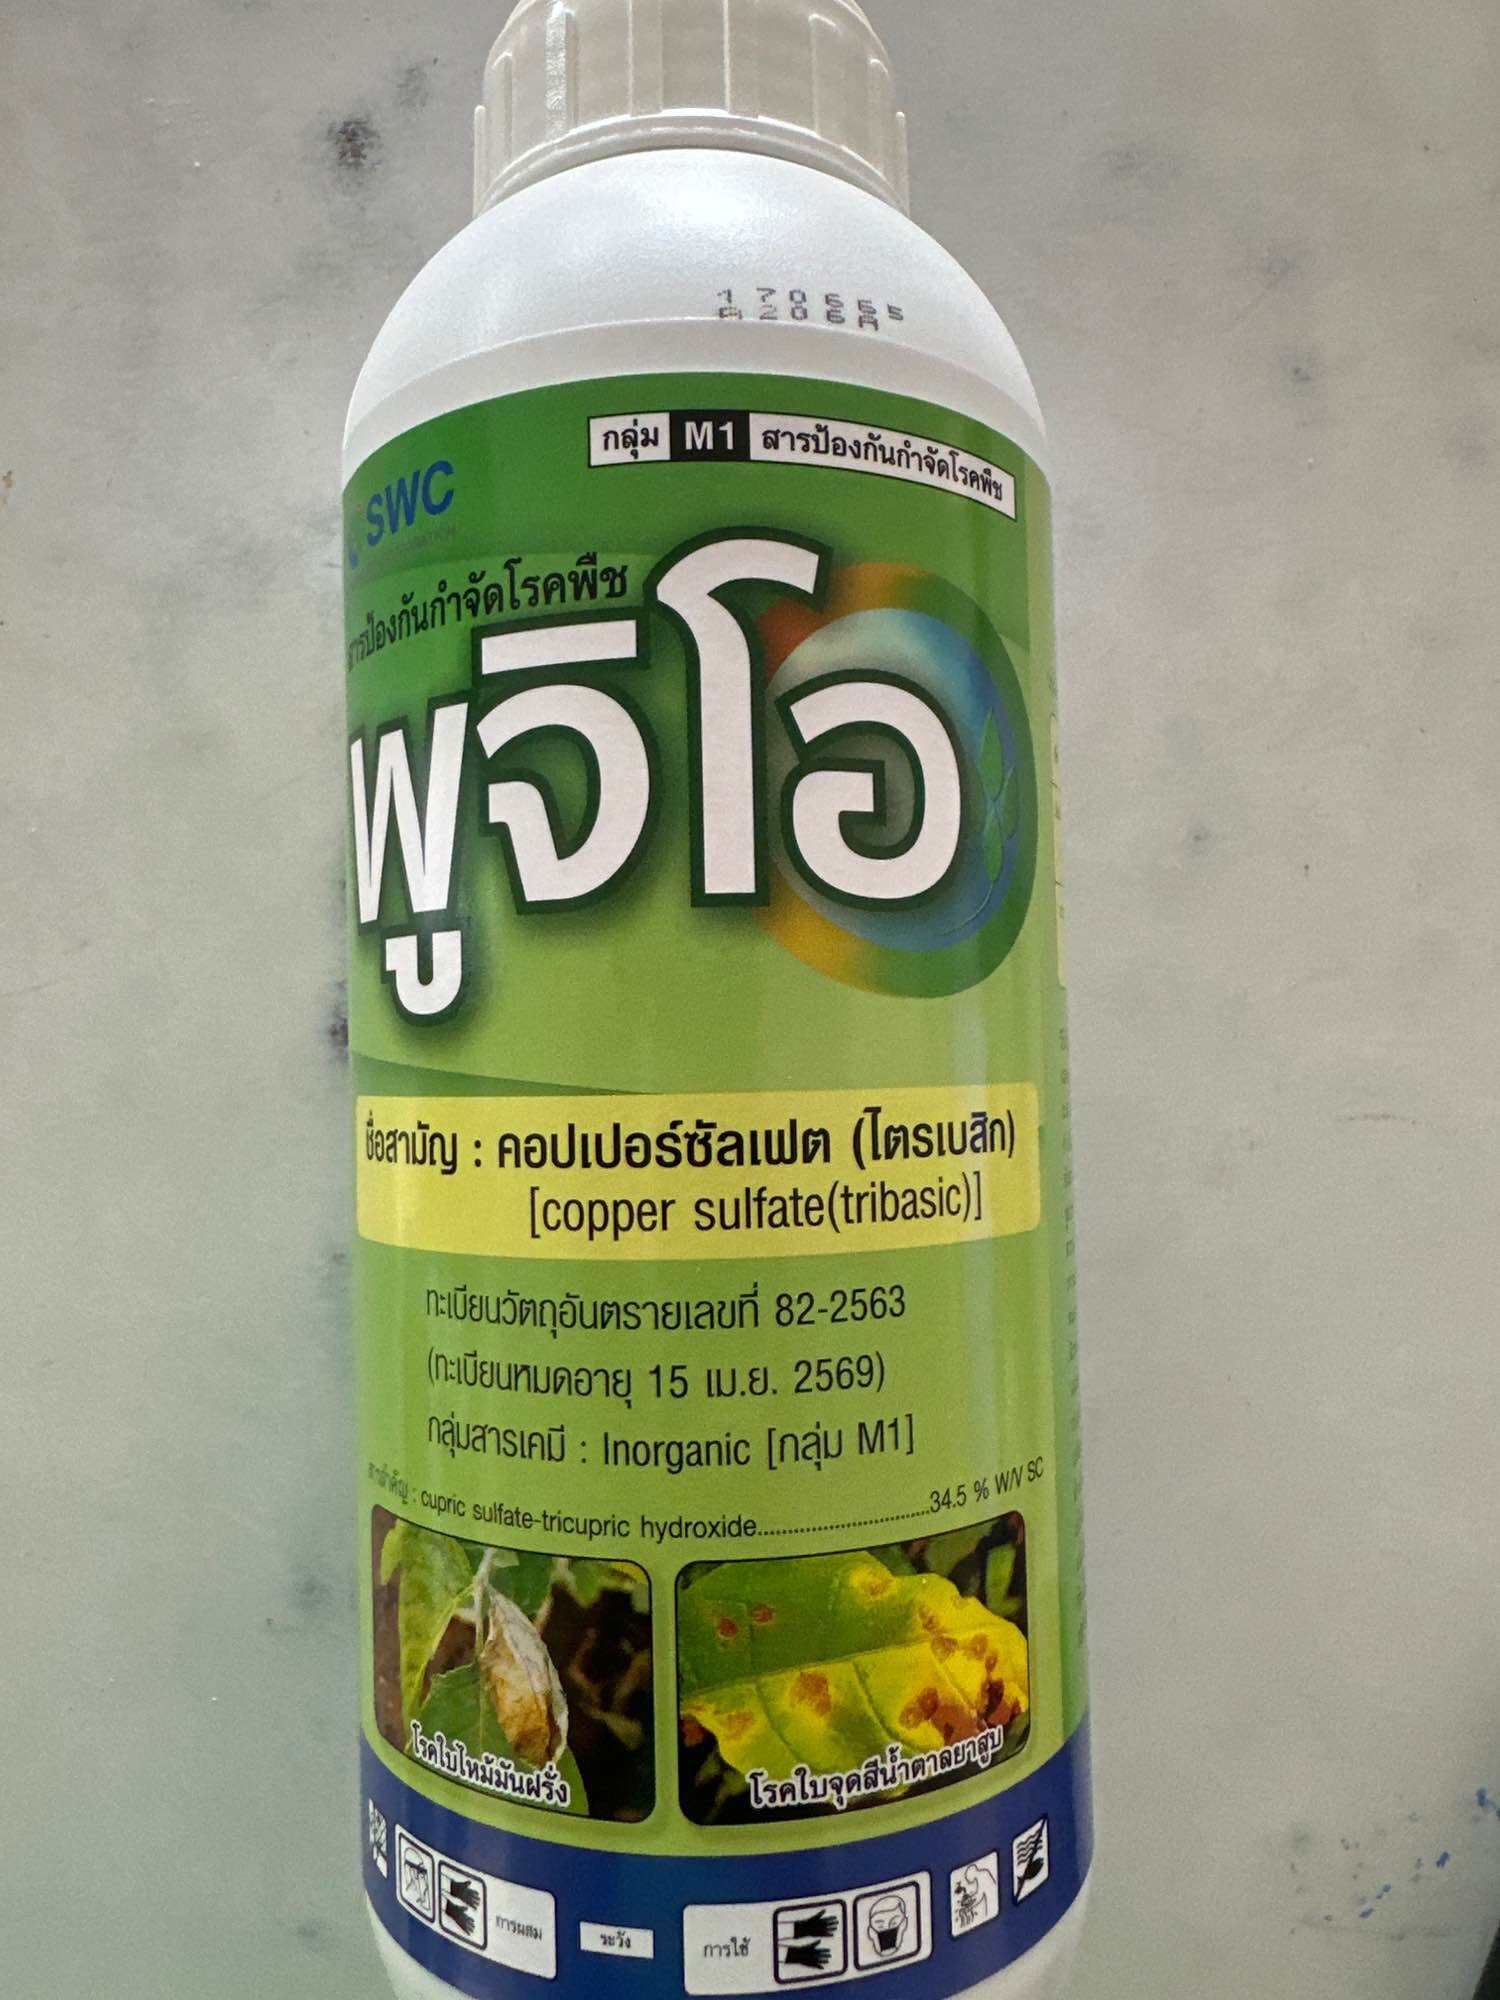 กลุ่ม M1 สารป้องกันกำจัดโรคพืช
SWC
สารป้องกันกำจัดโรคพืช
ฟูจิโอ
ชื่อสามัญ : คอปเปอร์ซัลเฟต (ไตรเบสิก)
[copper sulfate(tribasic)]
ทะเบียนวัตถุอันตรายเลขที่ 82-2563
(ทะเบียนหมดอายุ 15 เม.ย. 2569)
กลุ่มสารเคมี : Inorganic [กลุ่ม M1]
สารสำคัญ : cupric sulfate-tricupric hydroxide..............................34.5 % W/V SC
โรคใบไหม้มันฝรั่ง
โรคใบจุดสีน้ำตาลยาสูบ
การผสม
ระวัง
การใช้